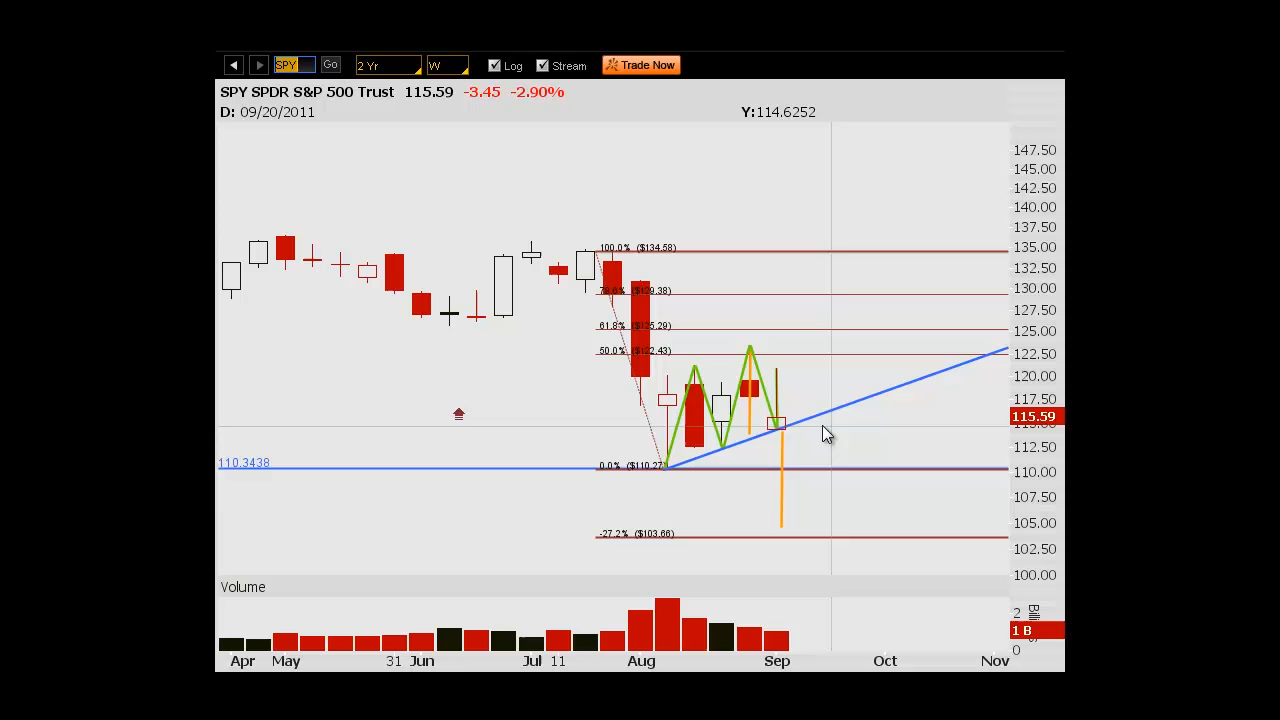 SPY Go 2 Yr W Log Stream Trade Now
SPY SPDR S&P 500 Trust 115.59 -3.45 -2.90%
D: 09/20/2011 Y:114.6252
147.50
145.00
142.50
140.00
137.50
100.0% ($134.58) 135.00
132.50
78.6% ($129.38) 130.00
127.50
61.8% ($125.29) 125.00
50.0% ($122.43) 122.50
120.00
117.50
115.59
112.50
110.3438 0.0% ($110.27) 110.00
107.50
105.00
-27.2% ($103.66)
102.50
100.00
Volume
2
1 B
0
Apr May 31 Jun Jul 11 Aug Sep Oct Nov